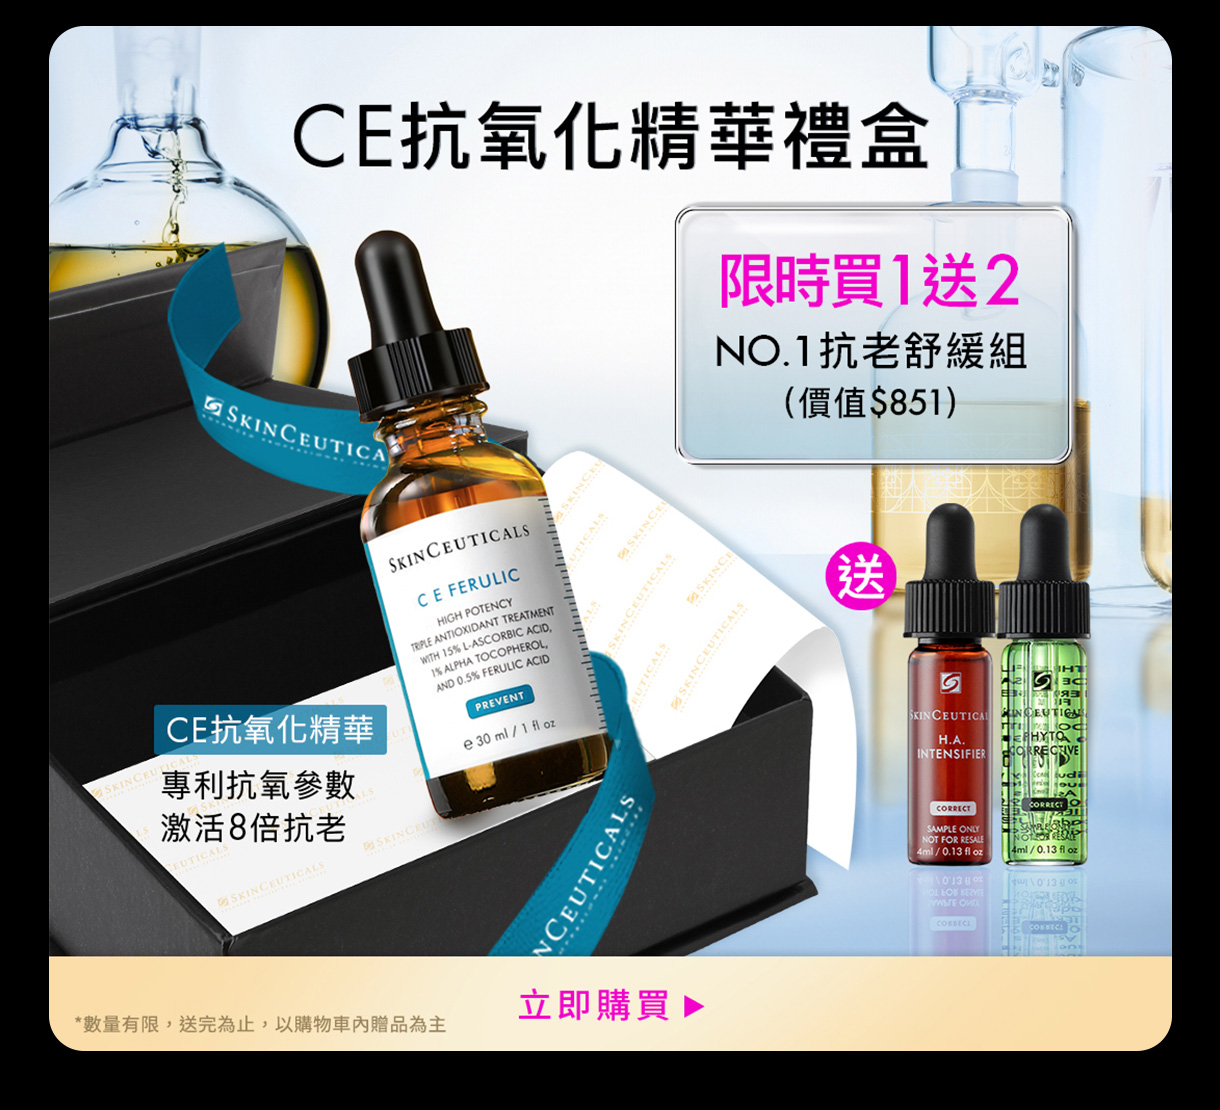 CE抗氧化精華禮盒
限時買1送2
NO.1抗老舒緩組
(價值$851)
SKINCEUTICA
SKINCEUTICALS
C E FERULIC
HIGH POTENCY
TRIPLE ANTIOXIDANT TREATMENT
WITH 15% L-ASCORBIC ACID,
1% ALPHA TOCOPHEROL,
AND 0.5% FERULIC ACID
PREVENT
e 30 ml / 1 fl oz
送
SKINCEUTICAL
H.A.
INTENSIFIER
CORRECT
SAMPLE ONLY
NOT FOR RESALE
4ml / 0.13 fl oz
PHYTO
CORRECTIVE
CORRECT
4ml / 0.13 fl oz
CE抗氧化精華
專利抗氧參數
激活8倍抗老
SKINCEUTICALS
NCEUTICALS
立即購買
*數量有限，送完為止，以購物車內贈品為主